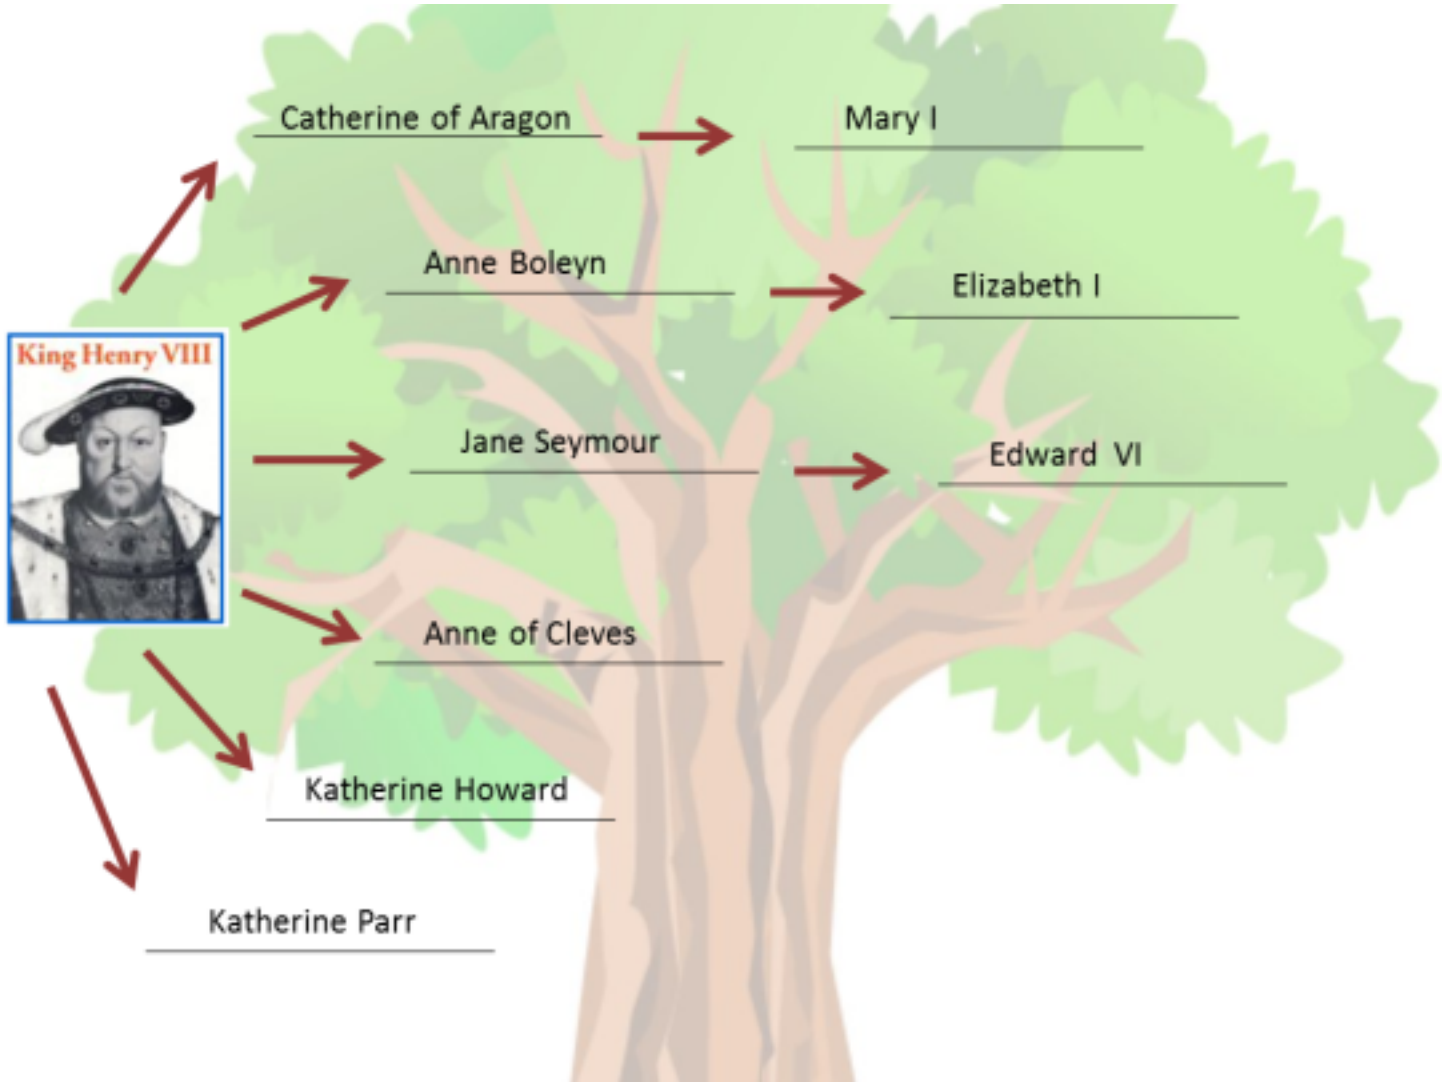 Catherine of Aragon
Mary I
Anne Boleyn
Elizabeth I
King Henry VIII
Jane Seymour
Edward VI
Anne of Cleves
Katherine Howard
Katherine Parr